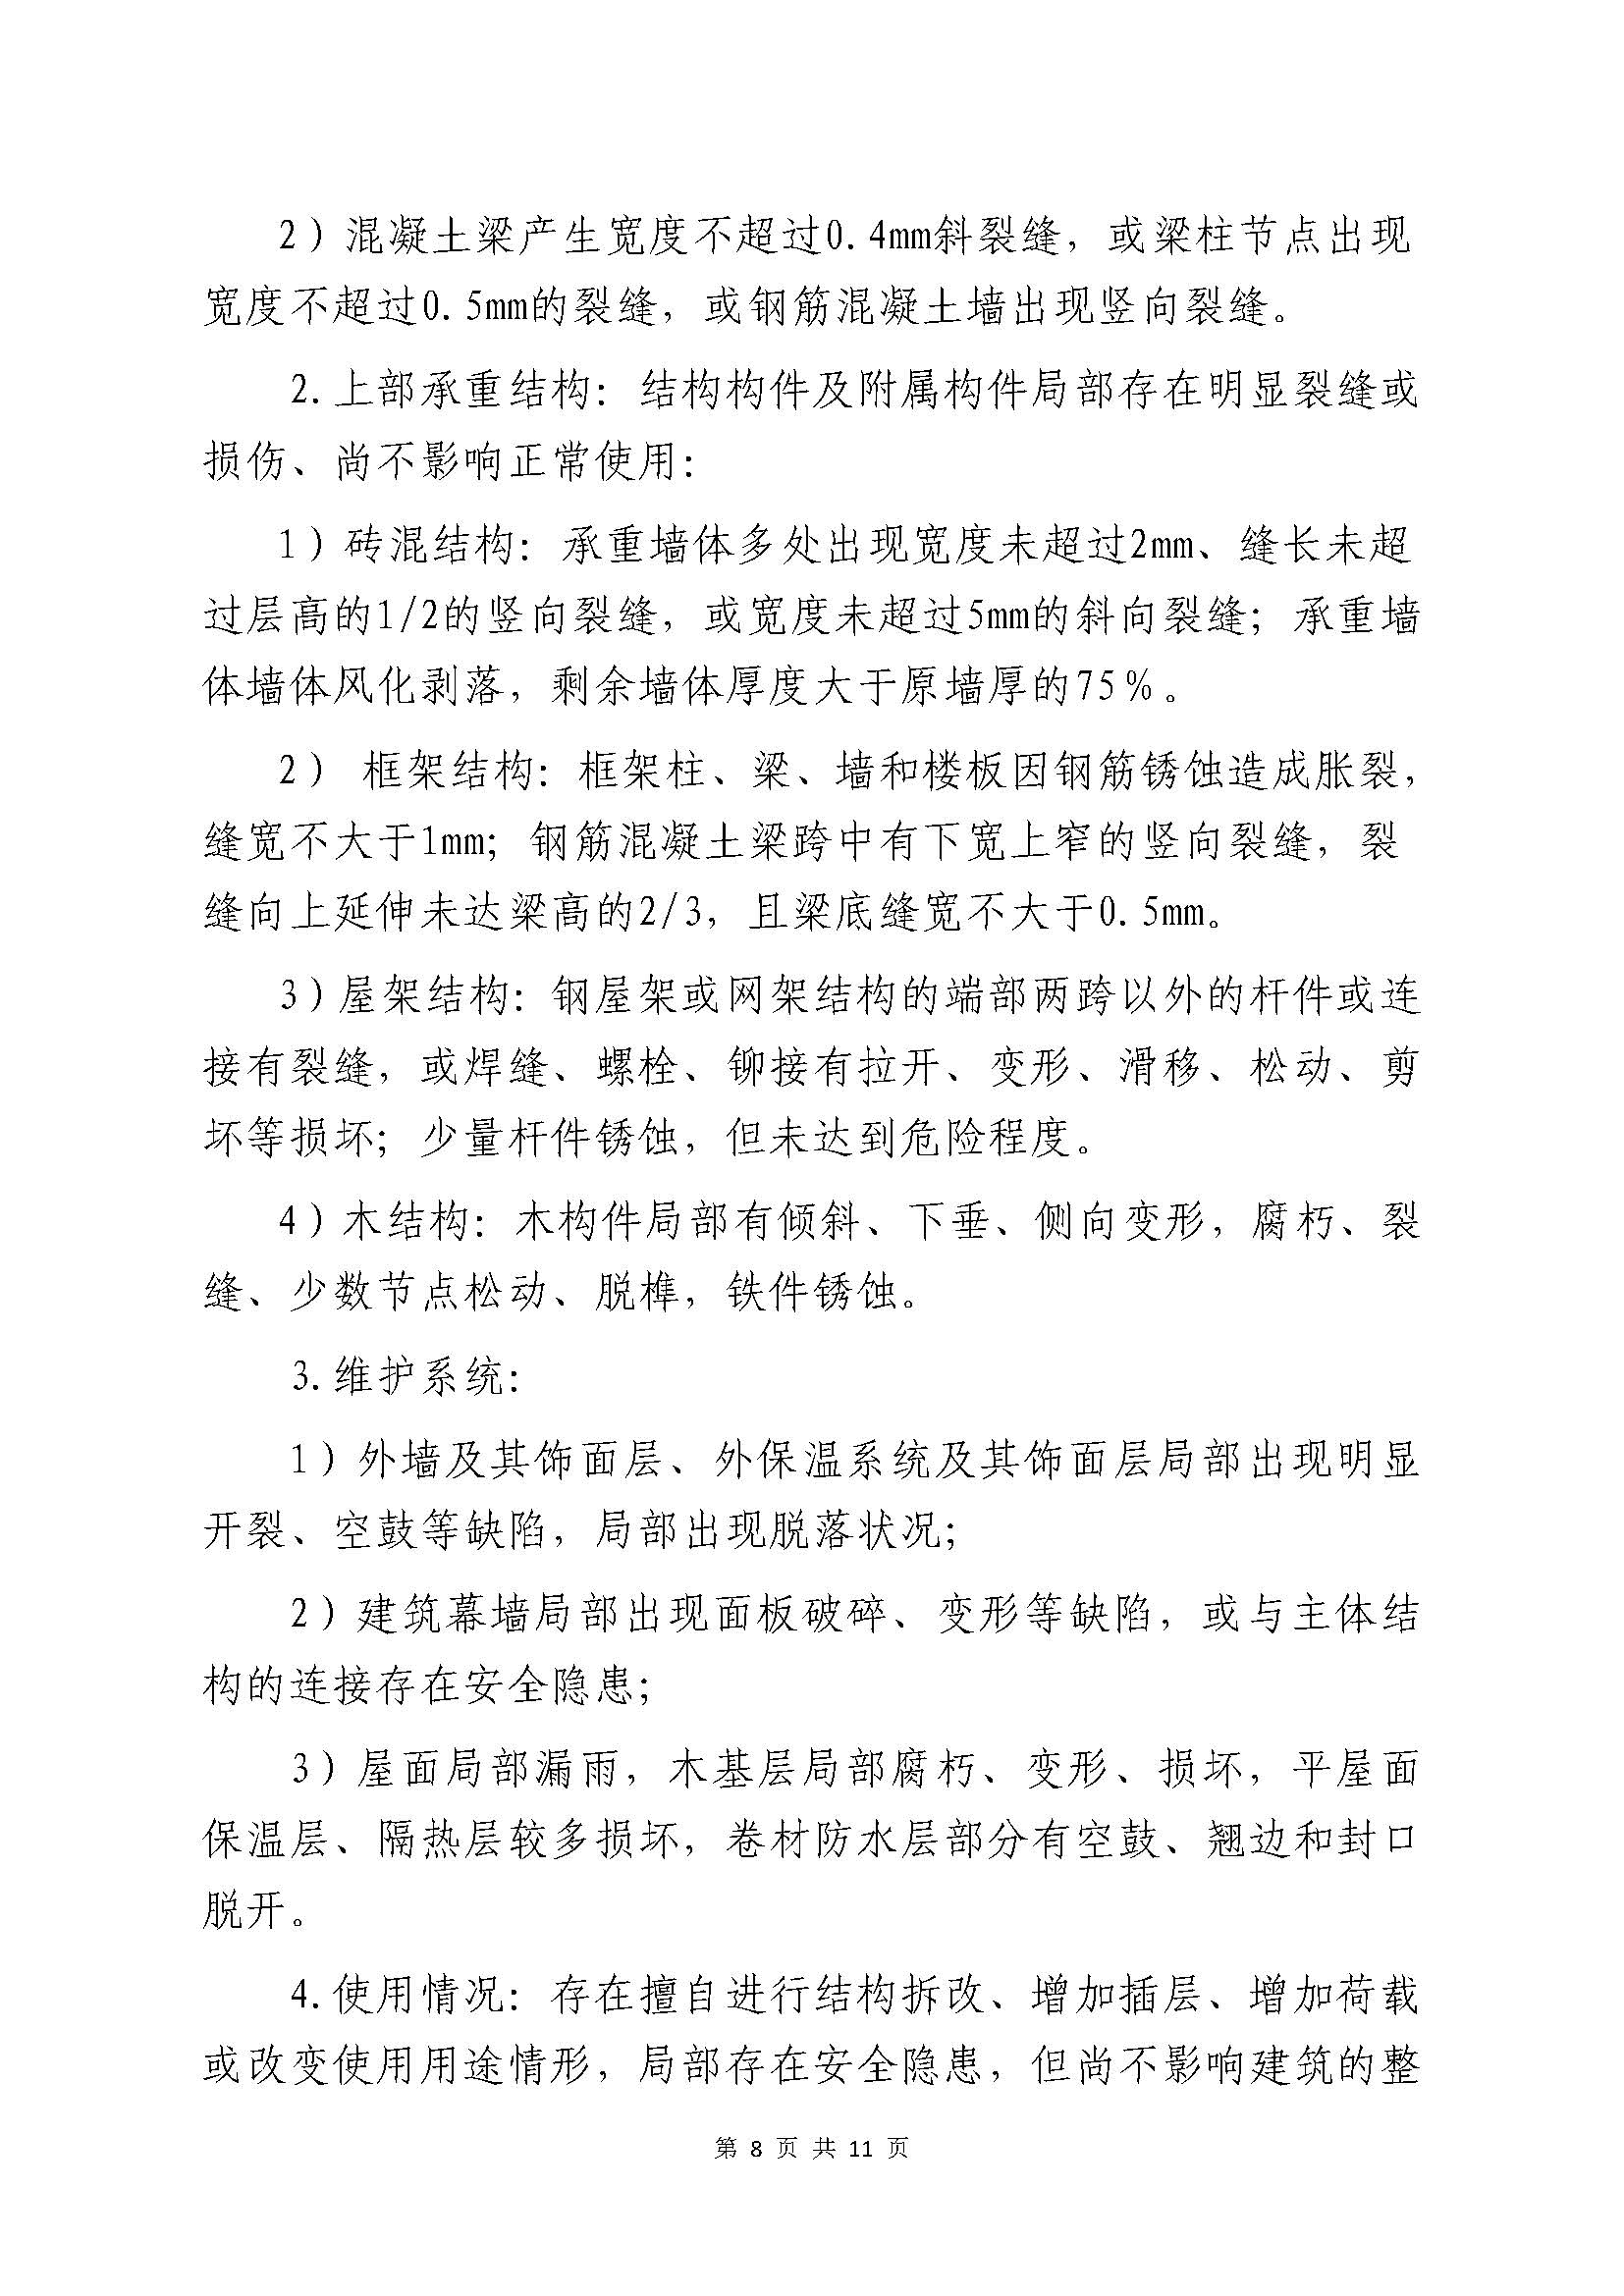 2）混凝土梁产生宽度不超过0.4mm斜裂缝，或梁柱节点出现
宽度不超过0.5mm的裂缝，或钢筋混凝土墙出现竖向裂缝。
2.上部承重结构：结构构件及附属构件局部存在明显裂缝或
损伤、尚不影响正常使用：
1）砖混结构：承重墙体多处出现宽度未超过2mm、缝长未超
过层高的1/2的竖向裂缝，或宽度未超过5mm的斜向裂缝；承重墙
体墙体风化剥落，剩余墙体厚度大于原墙厚的75%。
2） 框架结构：框架柱、梁、墙和楼板因钢筋锈蚀造成胀裂，
缝宽不大于1mm；钢筋混凝土梁跨中有下宽上窄的竖向裂缝，裂
缝向上延伸未达梁高的2/3，且梁底缝宽不大于0.5mm。
3）屋架结构：钢屋架或网架结构的端部两跨以外的杆件或连
接有裂缝，或焊缝、螺栓、铆接有拉开、变形、滑移、松动、剪
坏等损坏；少量杆件锈蚀，但未达到危险程度。
4）木结构：木构件局部有倾斜、下垂、侧向变形，腐朽、裂
缝、少数节点松动、脱榫，铁件锈蚀。
3.维护系统：
1）外墙及其饰面层、外保温系统及其饰面层局部出现明显
开裂、空鼓等缺陷，局部出现脱落状况；
2）建筑幕墙局部出现面板破碎、变形等缺陷，或与主体结
构的连接存在安全隐患；
3）屋面局部漏雨，木基层局部腐朽、变形、损坏，平屋面
保温层、隔热层较多损坏，卷材防水层部分有空鼓、翘边和封口
脱开。
4.使用情况：存在擅自进行结构拆改、增加插层、增加荷载
或改变使用用途情形，局部存在安全隐患，但尚不影响建筑的整
第 8 页 共 11 页